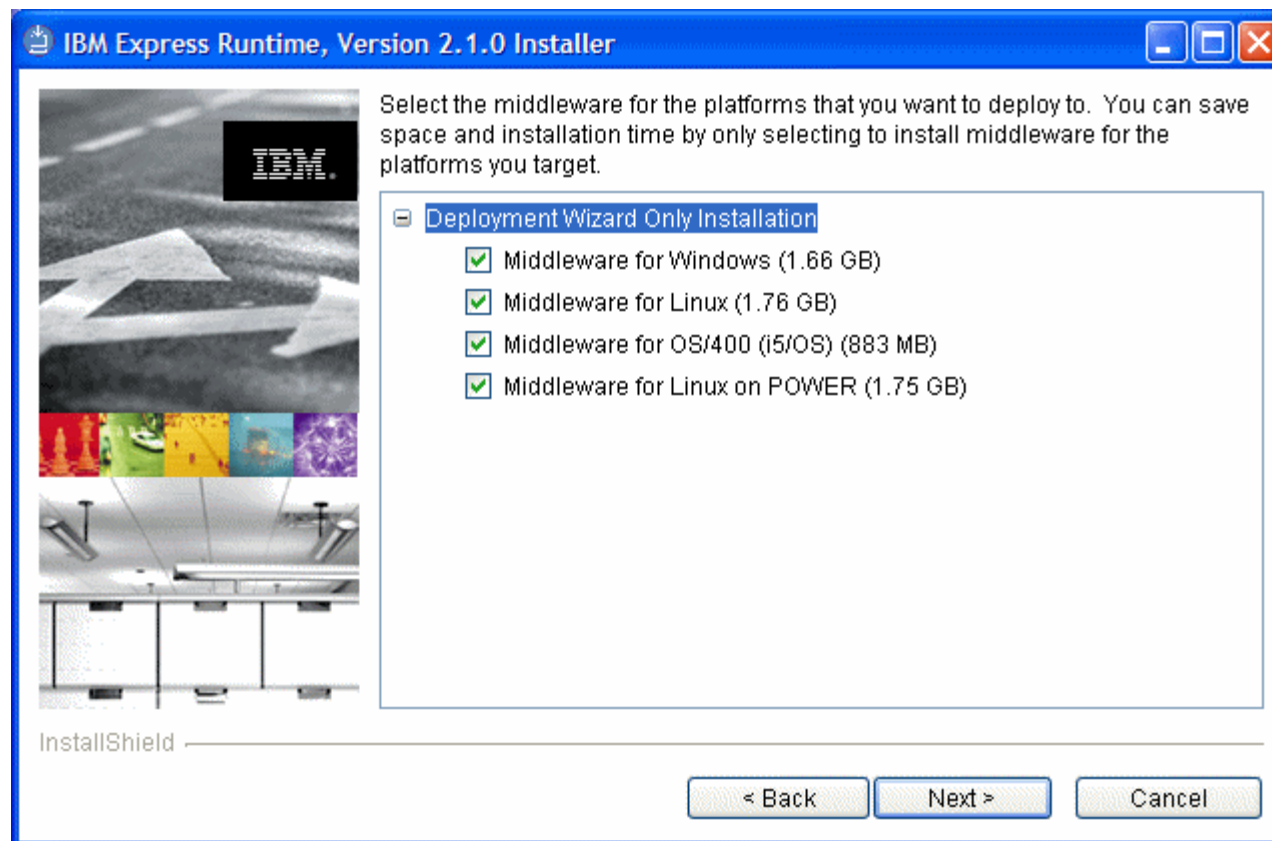 IBM Express Runtime, Version 2.1.0 Installer
IBM.
Select the middleware for the platforms that you want to deploy to.  You can save
space and installation time by only selecting to install middleware for the
platforms you target.
Deployment Wizard Only Installation
Middleware for Windows (1.66 GB)
Middleware for Linux (1.76 GB)
Middleware for OS/400 (i5/OS) (883 MB)
Middleware for Linux on POWER (1.75 GB)
InstallShield
< Back
Next >
Cancel